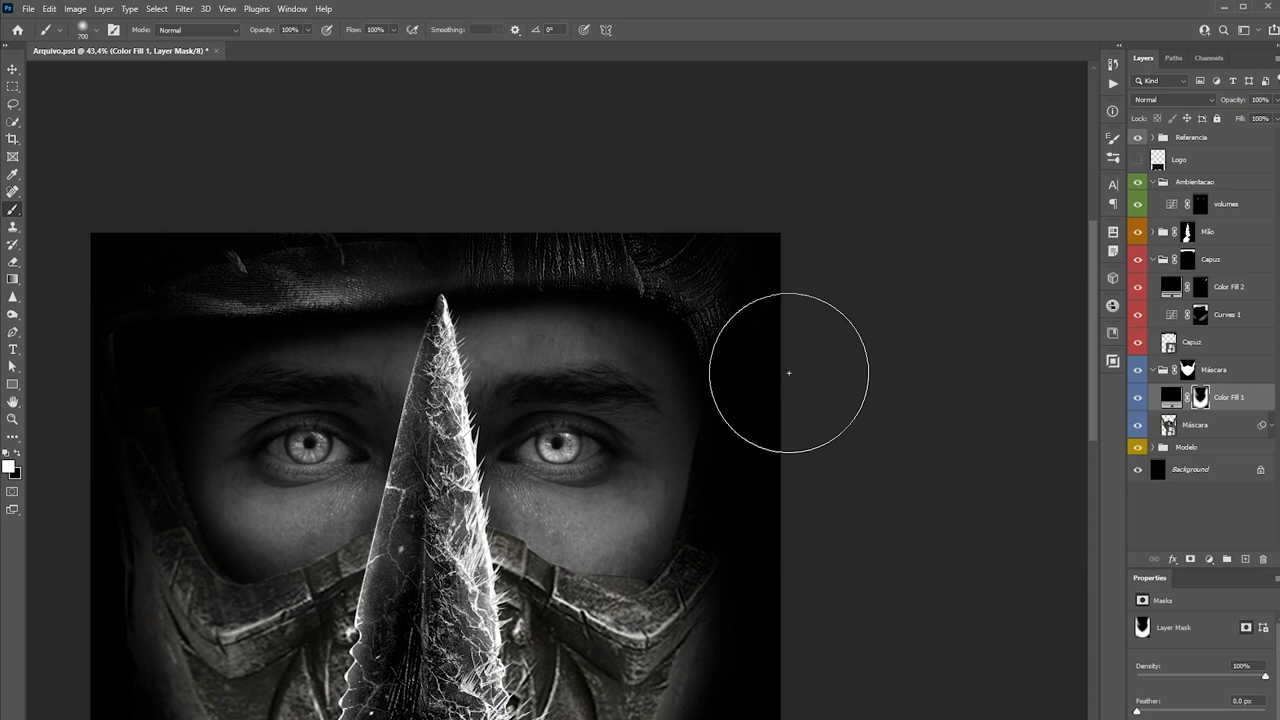 File Edit Image Layer Type Select Filter 3D View Plugins Window Help
700 Mode: Normal Opacity: 100% Flow: 100% Smoothing: 0°
Arquivo.psd @ 43,4% (Color Fill 1, Layer Mask/8) *
Layers Paths Channels
Kind
Normal Opacity: 100%
Lock: Fill: 100%
Referencia
Logo
Ambientacao
volumes
Mão
Capuz
Color Fill 2
Curves 1
Capuz
Máscara
Color Fill 1
Máscara
Modelo
Background
Properties
Masks
Layer Mask
Density: 100%
Feather: 0.0 px